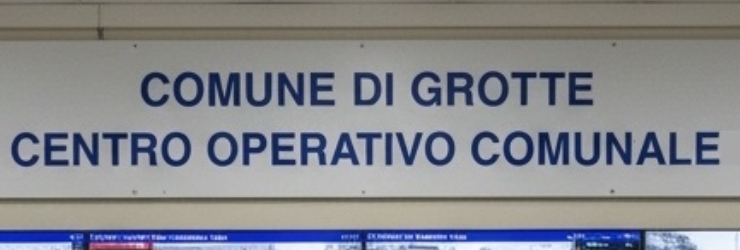 COMUNE DI GROTTE
CENTRO OPERATIVO COMUNALE